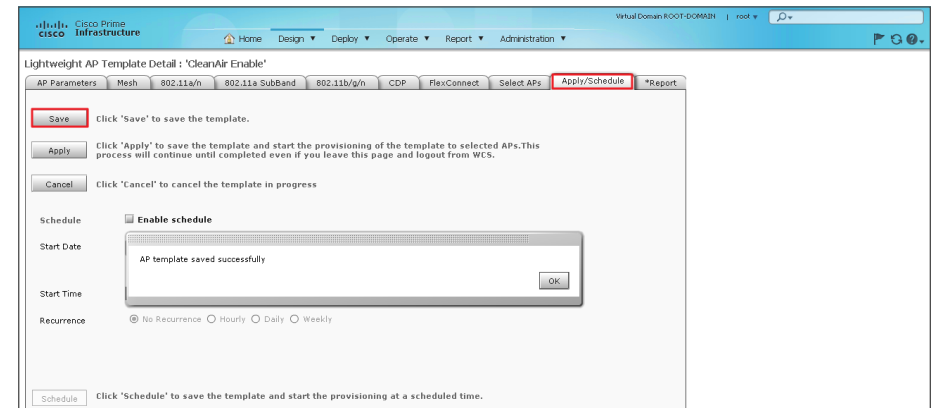 Virtual Domain ROOT-DOMAIN | root
Cisco Prime
CISCO Infrastructure
Home Design Deploy Operate Report Administration
Lightweight AP Template Detail : 'CleanAir Enable'
AP Parameters Mesh 802.11a/n 802.11a SubBand 802.11b/g/n CDP FlexConnect Select APs Apply/Schedule *Report
Save Click 'Save' to save the template.
Apply Click 'Apply' to save the template and start the provisioning of the template to selected APs.This
process will continue until completed even if you leave this page and logout from WCS.
Cancel Click 'Cancel' to cancel the template in progress
Schedule Enable schedule
Start Date
AP template saved successfully
OK
Start Time
Recurrence No Recurrence Hourly Daily Weekly
Schedule Click 'Schedule' to save the template and start the provisioning at a scheduled time.